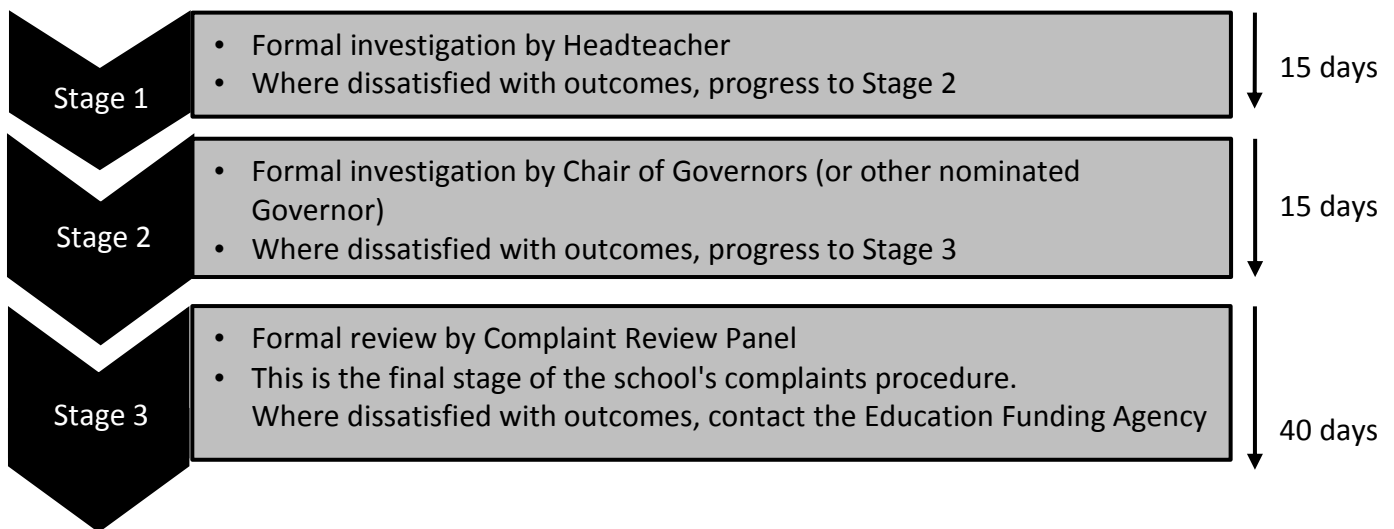 Stage 1
• Formal investigation by Headteacher
• Where dissatisfied with outcomes, progress to Stage 2
15 days
Stage 2
• Formal investigation by Chair of Governors (or other nominated
Governor)
• Where dissatisfied with outcomes, progress to Stage 3
15 days
Stage 3
• Formal review by Complaint Review Panel
• This is the final stage of the school's complaints procedure.
Where dissatisfied with outcomes, contact the Education Funding Agency
40 days